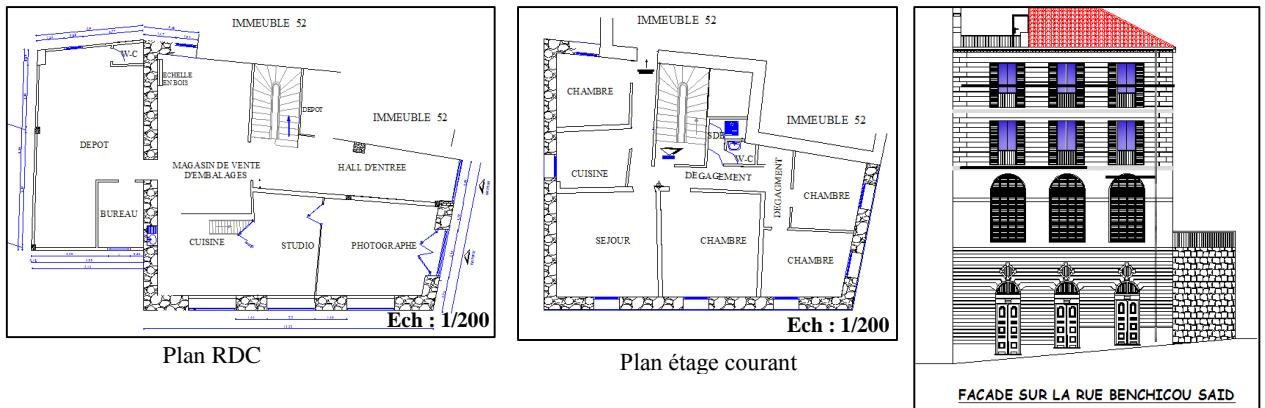 IMMEUBLE 52
W-C
ECHELLE
EN BOIS
DEPOT
IMMEUBLE 52
DEPOT
MAGASIN DE VENTE
D'EMBALAGES
HALL D'ENTREE
BUREAU
CUISINE
STUDIO
PHOTOGRAPHE
Ech : 1/200
Plan RDC
IMMEUBLE 52
CHAMBRE
IMMEUBLE 52
SDE
W-C
CUISINE
DEGAGEMENT
DEGAGMENT
CHAMBRE
SEJOUR
CHAMBRE
CHAMBRE
Ech : 1/200
Plan étage courant
FACADE SUR LA RUE BENCHICOU SAID